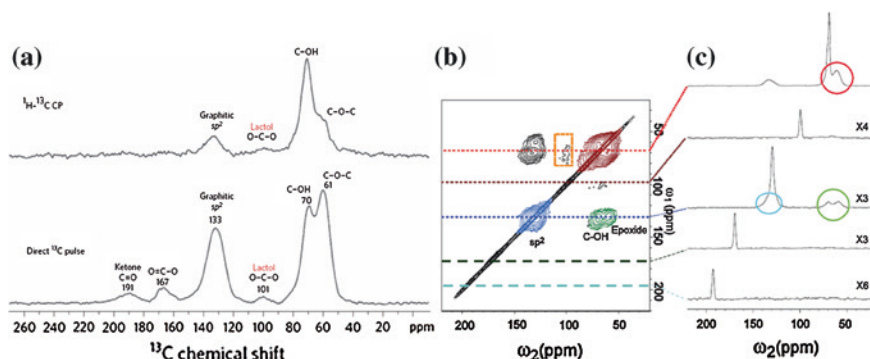 (a)
¹H-¹³C CP
C-OH
Graphitic
sp²
Lactol
O-C-O
C-O-C
Direct ¹³C pulse
Ketone
C=O
191
O=C-O
167
Graphitic
sp²
133
Lactol
O-C-O
101
C-OH
70
C-O-C
61
260 240 220 200 180 160 140 120 100 80 60 40 20 ppm
¹³C chemical shift
(b)
sp²
C-OH
Epoxide
50
100
150
200
ω₁(ppm)
200 150 100 50
ω₂(ppm)
(c)
X4
X3
X3
X6
200 150 100 50
ω₂(ppm)